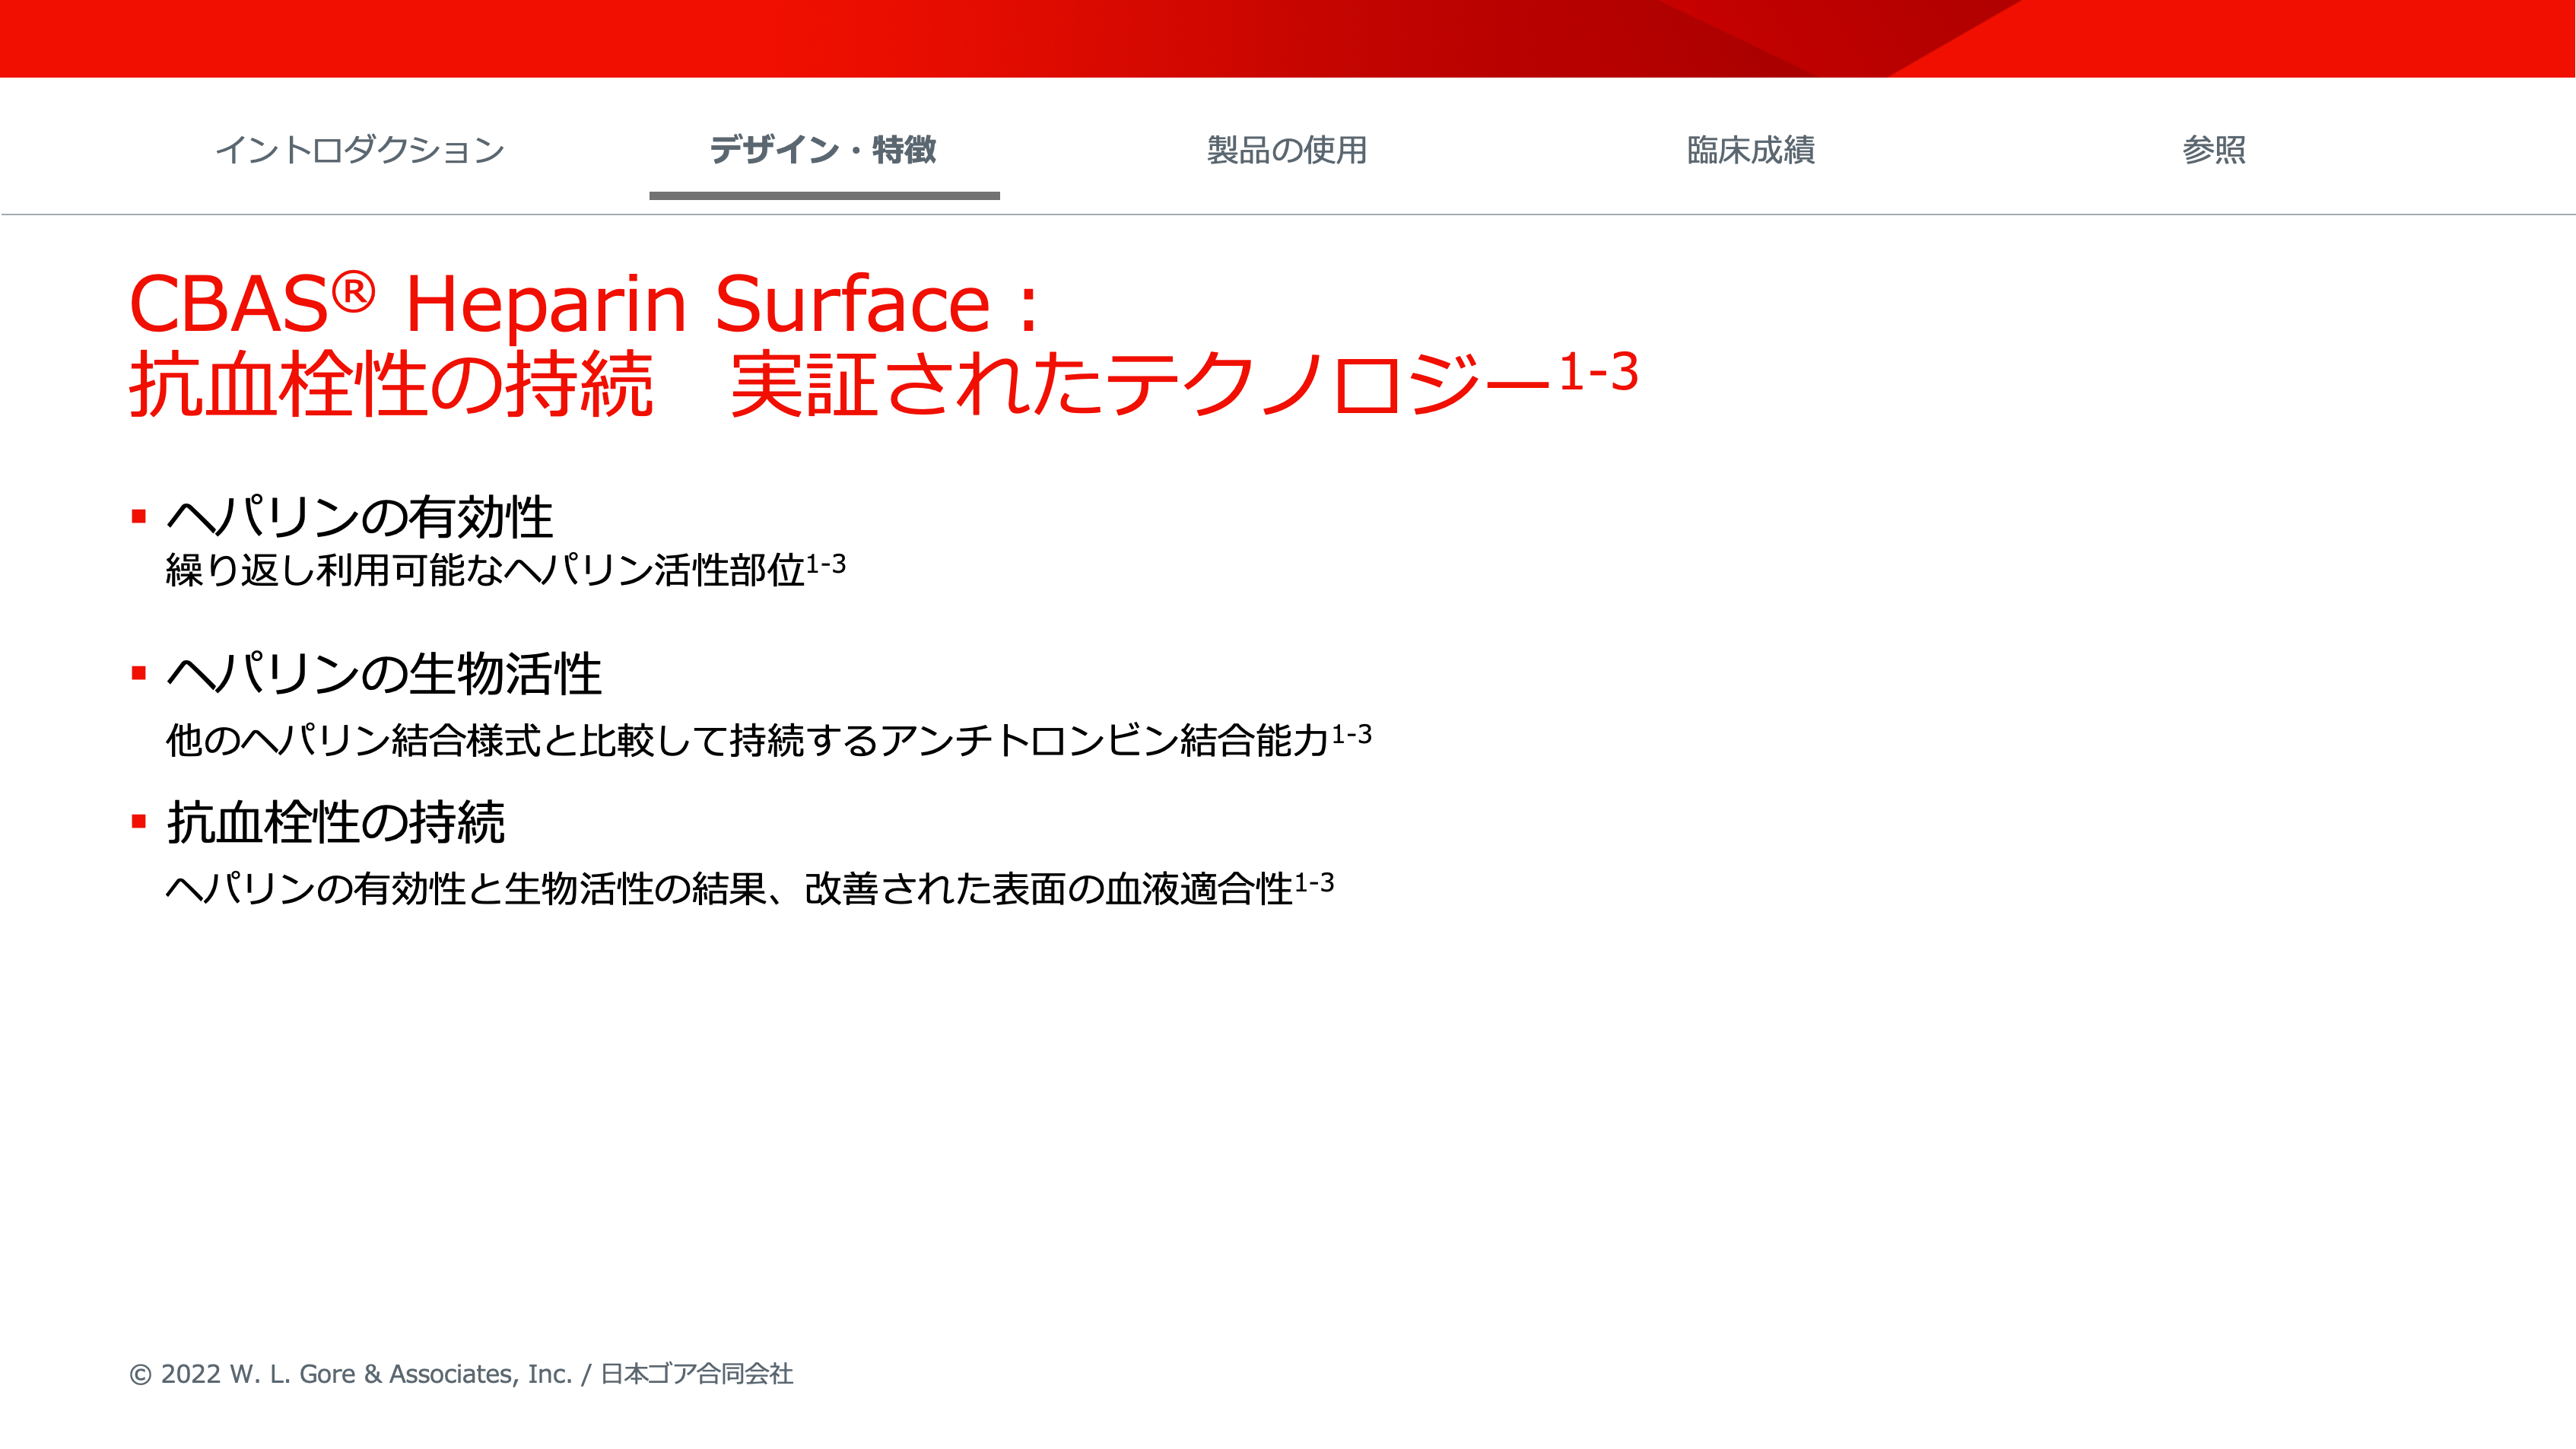 イントロダクション デザイン・特徴 製品の使用 臨床成績 参照
CBAS® Heparin Surface：
抗血栓性の持続　実証されたテクノロジー1-3
▪ ヘパリンの有効性
繰り返し利用可能なヘパリン活性部位1-3
▪ ヘパリンの生物活性
他のヘパリン結合様式と比較して持続するアンチトロンビン結合能力1-3
▪ 抗血栓性の持続
ヘパリンの有効性と生物活性の結果、改善された表面の血液適合性1-3
© 2022 W. L. Gore & Associates, Inc. / 日本ゴア合同会社